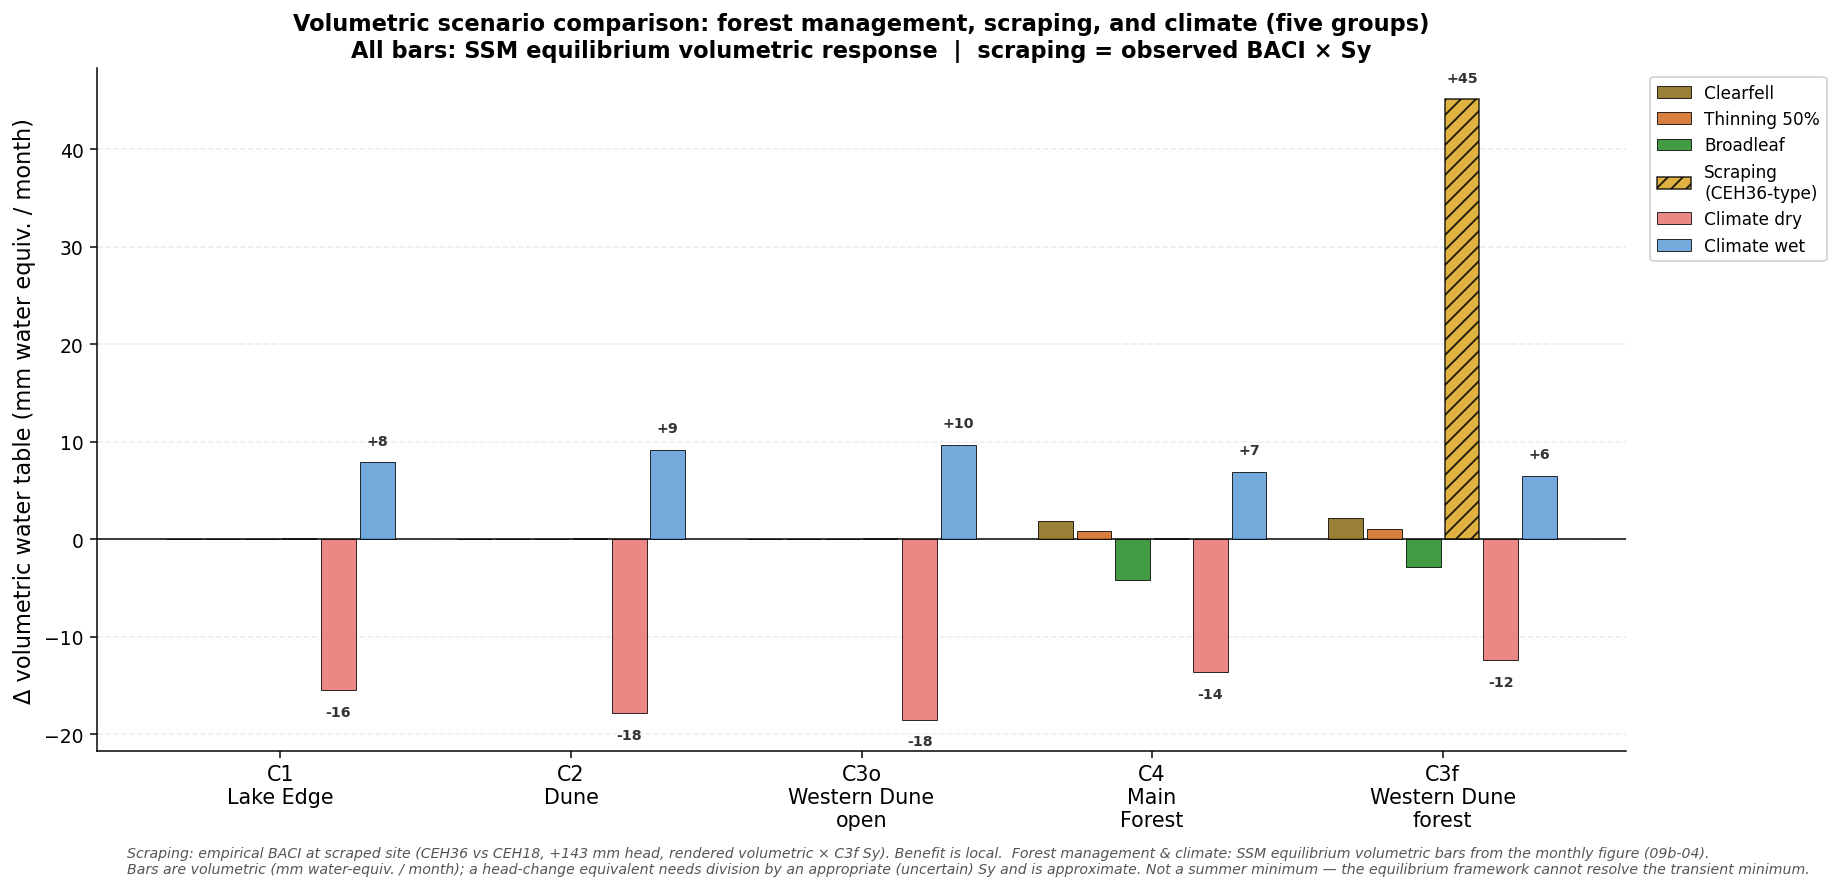 Volumetric scenario comparison: forest management, scraping, and climate (five groups)
All bars: SSM equilibrium volumetric response | scraping = observed BACI × Sy
Δ volumetric water table (mm water equiv. / month)
40
30
20
10
0
−10
−20
+8
-16
+9
-18
+10
-18
+7
-14
+45
+6
-12
C1
Lake Edge
C2
Dune
C3o
Western Dune
open
C4
Main
Forest
C3f
Western Dune
forest
Clearfell
Thinning 50%
Broadleaf
Scraping
(CEH36-type)
Climate dry
Climate wet
Scraping: empirical BACI at scraped site (CEH36 vs CEH18, +143 mm head, rendered volumetric × C3f Sy). Benefit is local.  Forest management & climate: SSM equilibrium volumetric bars from the monthly figure (09b-04).
Bars are volumetric (mm water-equiv. / month); a head-change equivalent needs division by an appropriate (uncertain) Sy and is approximate. Not a summer minimum — the equilibrium framework cannot resolve the transient minimum.